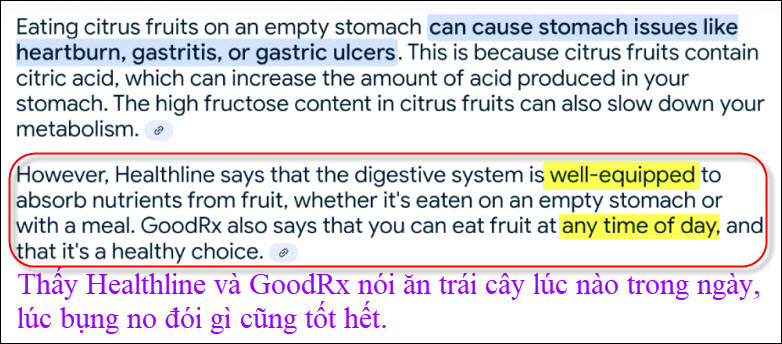 Eating citrus fruits on an empty stomach can cause stomach issues like
heartburn, gastritis, or gastric ulcers. This is because citrus fruits contain
citric acid, which can increase the amount of acid produced in your
stomach. The high fructose content in citrus fruits can also slow down your
metabolism.
However, Healthline says that the digestive system is well-equipped to
absorb nutrients from fruit, whether it's eaten on an empty stomach or
with a meal. GoodRx also says that you can eat fruit at any time of day, and
that it's a healthy choice.
Thấy Healthline và GoodRx nói ăn trái cây lúc nào trong ngày,
lúc bụng no đói gì cũng tốt hết.